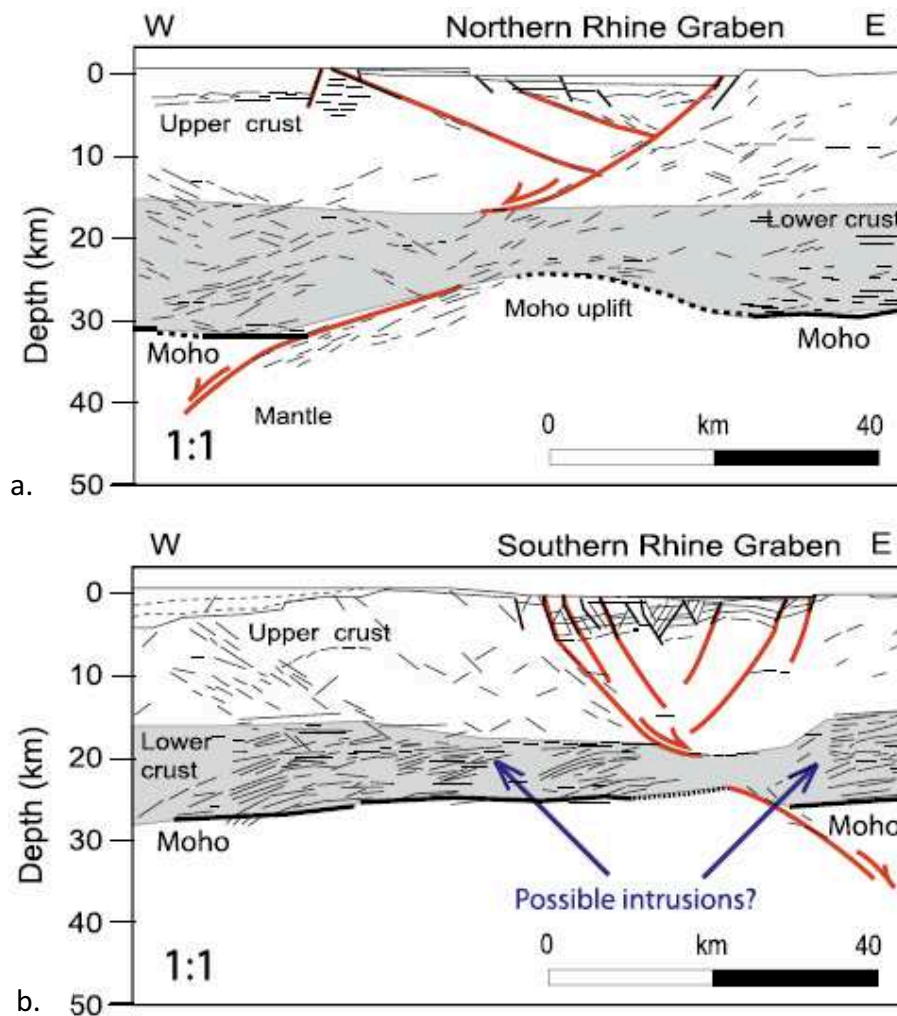 W Northern Rhine Graben E
0
Upper crust
10
Lower crust
20
Moho uplift
30
Moho Moho
40
Mantle
0 km 40
1:1
a.
50
Depth (km)
W Southern Rhine Graben E
0
Upper crust
10
Lower
crust
20
Moho Moho
30
Possible intrusions?
40
0 km 40
1:1
b.
50
Depth (km)